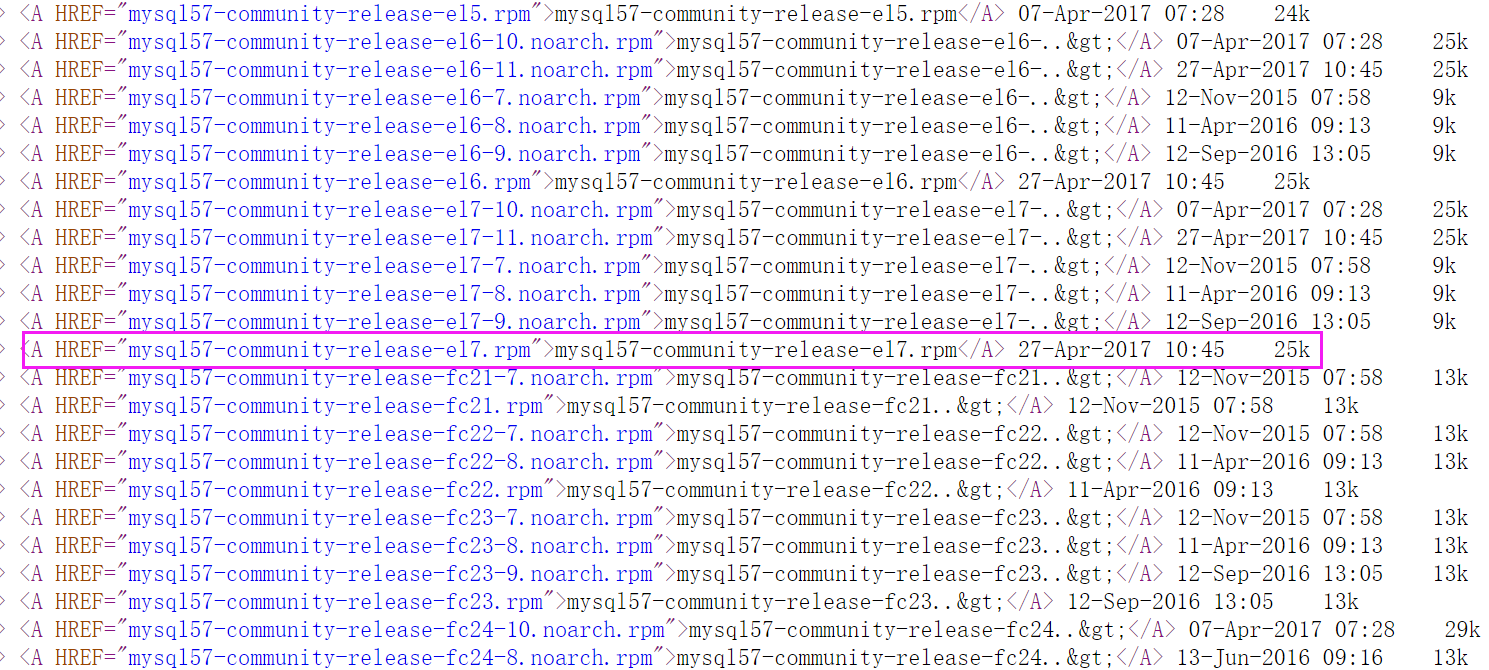 <A HREF="mysql57-community-release-el5.rpm">mysql57-community-release-el5.rpm</A> 07-Apr-2017 07:28    24k
> <A HREF="mysql57-community-release-el6-10.noarch.rpm">mysql57-community-release-el6-..&gt;</A> 07-Apr-2017 07:28    25k
> <A HREF="mysql57-community-release-el6-11.noarch.rpm">mysql57-community-release-el6-..&gt;</A> 27-Apr-2017 10:45    25k
> <A HREF="mysql57-community-release-el6-7.noarch.rpm">mysql57-community-release-el6-..&gt;</A> 12-Nov-2015 07:58     9k
> <A HREF="mysql57-community-release-el6-8.noarch.rpm">mysql57-community-release-el6-..&gt;</A> 11-Apr-2016 09:13     9k
> <A HREF="mysql57-community-release-el6-9.noarch.rpm">mysql57-community-release-el6-..&gt;</A> 12-Sep-2016 13:05     9k
> <A HREF="mysql57-community-release-el6.rpm">mysql57-community-release-el6.rpm</A> 27-Apr-2017 10:45    25k
> <A HREF="mysql57-community-release-el7-10.noarch.rpm">mysql57-community-release-el7-..&gt;</A> 07-Apr-2017 07:28    25k
> <A HREF="mysql57-community-release-el7-11.noarch.rpm">mysql57-community-release-el7-..&gt;</A> 27-Apr-2017 10:45    25k
> <A HREF="mysql57-community-release-el7-7.noarch.rpm">mysql57-community-release-el7-..&gt;</A> 12-Nov-2015 07:58     9k
> <A HREF="mysql57-community-release-el7-8.noarch.rpm">mysql57-community-release-el7-..&gt;</A> 11-Apr-2016 09:13     9k
> <A HREF="mysql57-community-release-el7-9.noarch.rpm">mysql57-community-release-el7-..&gt;</A> 12-Sep-2016 13:05     9k
> <A HREF="mysql57-community-release-el7.rpm">mysql57-community-release-el7.rpm</A> 27-Apr-2017 10:45    25k
> <A HREF="mysql57-community-release-fc21-7.noarch.rpm">mysql57-community-release-fc21..&gt;</A> 12-Nov-2015 07:58    13k
> <A HREF="mysql57-community-release-fc21.rpm">mysql57-community-release-fc21..&gt;</A> 12-Nov-2015 07:58    13k
> <A HREF="mysql57-community-release-fc22-7.noarch.rpm">mysql57-community-release-fc22..&gt;</A> 12-Nov-2015 07:58    13k
> <A HREF="mysql57-community-release-fc22-8.noarch.rpm">mysql57-community-release-fc22..&gt;</A> 11-Apr-2016 09:13    13k
> <A HREF="mysql57-community-release-fc22.rpm">mysql57-community-release-fc22..&gt;</A> 11-Apr-2016 09:13    13k
> <A HREF="mysql57-community-release-fc23-7.noarch.rpm">mysql57-community-release-fc23..&gt;</A> 12-Nov-2015 07:58    13k
> <A HREF="mysql57-community-release-fc23-8.noarch.rpm">mysql57-community-release-fc23..&gt;</A> 11-Apr-2016 09:13    13k
> <A HREF="mysql57-community-release-fc23-9.noarch.rpm">mysql57-community-release-fc23..&gt;</A> 12-Sep-2016 13:05    13k
> <A HREF="mysql57-community-release-fc23.rpm">mysql57-community-release-fc23..&gt;</A> 12-Sep-2016 13:05    13k
> <A HREF="mysql57-community-release-fc24-10.noarch.rpm">mysql57-community-release-fc24..&gt;</A> 07-Apr-2017 07:28    29k
> <A HREF="mysql57-community-release-fc24-8.noarch.rpm">mysql57-community-release-fc24..&gt;</A> 13-Jun-2016 09:16    13k